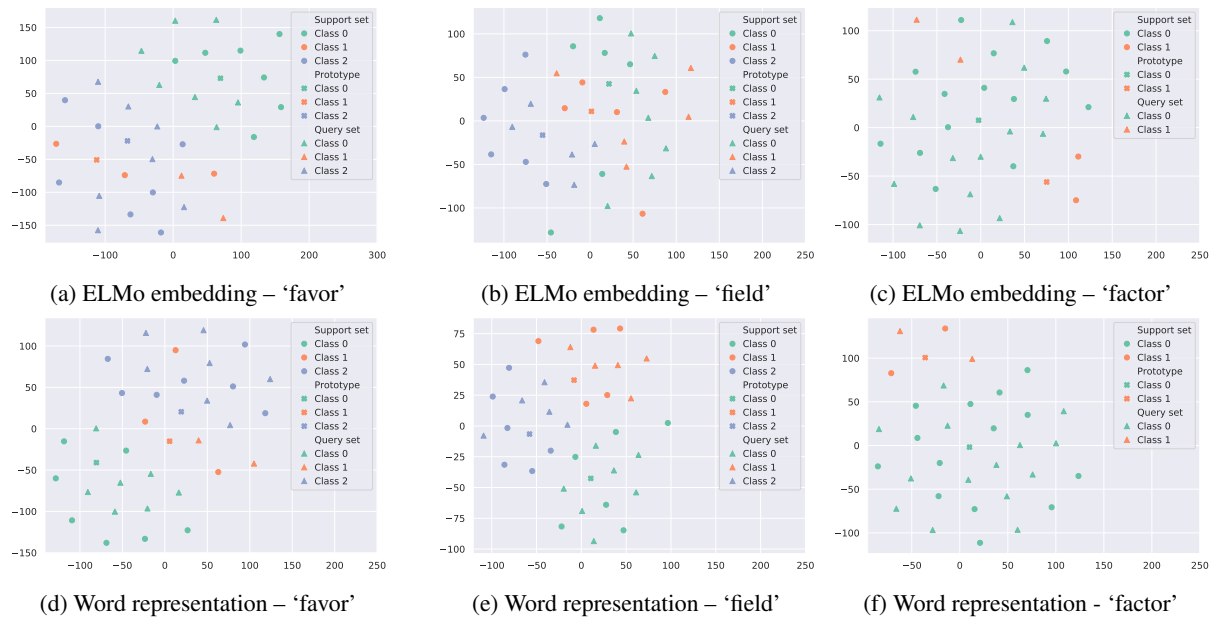 150
100
50
0
−50
−100
−150
−100
0
100
200
300
Support set
Class 0
Class 1
Class 2
Prototype
Class 0
Class 1
Class 2
Query set
Class 0
Class 1
Class 2
(a) ELMo embedding – ‘favor’
100
50
0
−50
−100
−100
−50
0
50
100
150
200
250
Support set
Class 0
Class 1
Class 2
Prototype
Class 0
Class 1
Class 2
Query set
Class 0
Class 1
Class 2
(b) ELMo embedding – ‘field’
100
50
0
−50
−100
−100
−50
0
50
100
150
200
250
Support set
Class 0
Class 1
Prototype
Class 0
Class 1
Query set
Class 0
Class 1
(c) ELMo embedding – ‘factor’
100
50
0
−50
−100
−150
−100
−50
0
50
100
150
200
250
Support set
Class 0
Class 1
Class 2
Prototype
Class 0
Class 1
Class 2
Query set
Class 0
Class 1
Class 2
(d) Word representation – ‘favor’
75
50
25
0
−25
−50
−75
−100
−100
−50
0
50
100
150
200
250
Support set
Class 0
Class 1
Class 2
Prototype
Class 0
Class 1
Class 2
Query set
Class 0
Class 1
Class 2
(e) Word representation – ‘field’
100
50
0
−50
−100
−50
0
50
100
150
200
250
Support set
Class 0
Class 1
Prototype
Class 0
Class 1
Query set
Class 0
Class 1
(f) Word representation - ‘factor’